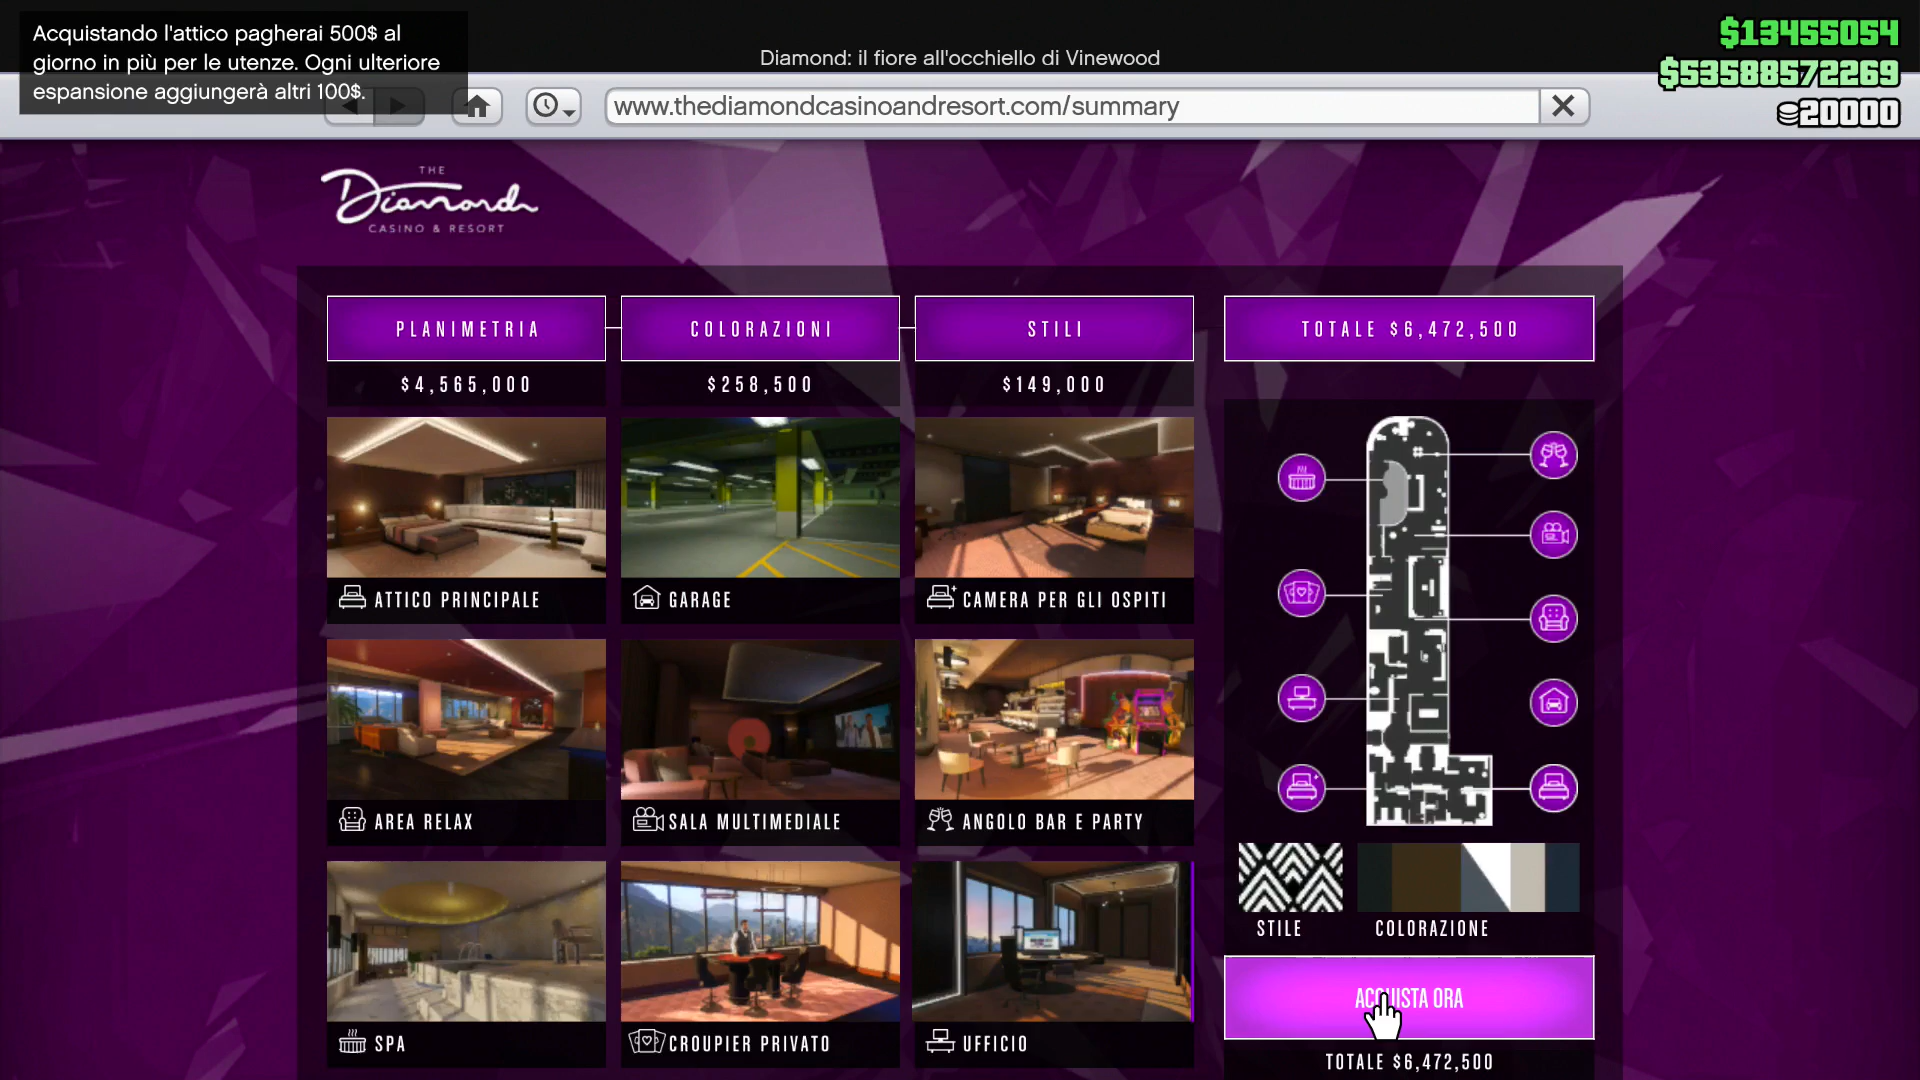 Acquistando l'attico pagherai 500$ al
giorno in più per le utenze. Ogni ulteriore
espansione aggiungerà altri 100$.
Diamond: il fiore all'occhiello di Vinewood
$13455054
$53588572269
20000
www.thediamondcasinoandresort.com/summary
THE
Diamond
CASINO & RESORT
PLANIMETRIA
COLORAZIONI
STILI
TOTALE $6,472,500
$4,565,000
$258,500
$149,000
ATTICO PRINCIPALE
GARAGE
CAMERA PER GLI OSPITI
AREA RELAX
SALA MULTIMEDIALE
ANGOLO BAR E PARTY
SPA
CROUPIER PRIVATO
UFFICIO
STILE
COLORAZIONE
ACQUISTA ORA
TOTALE $6,472,500